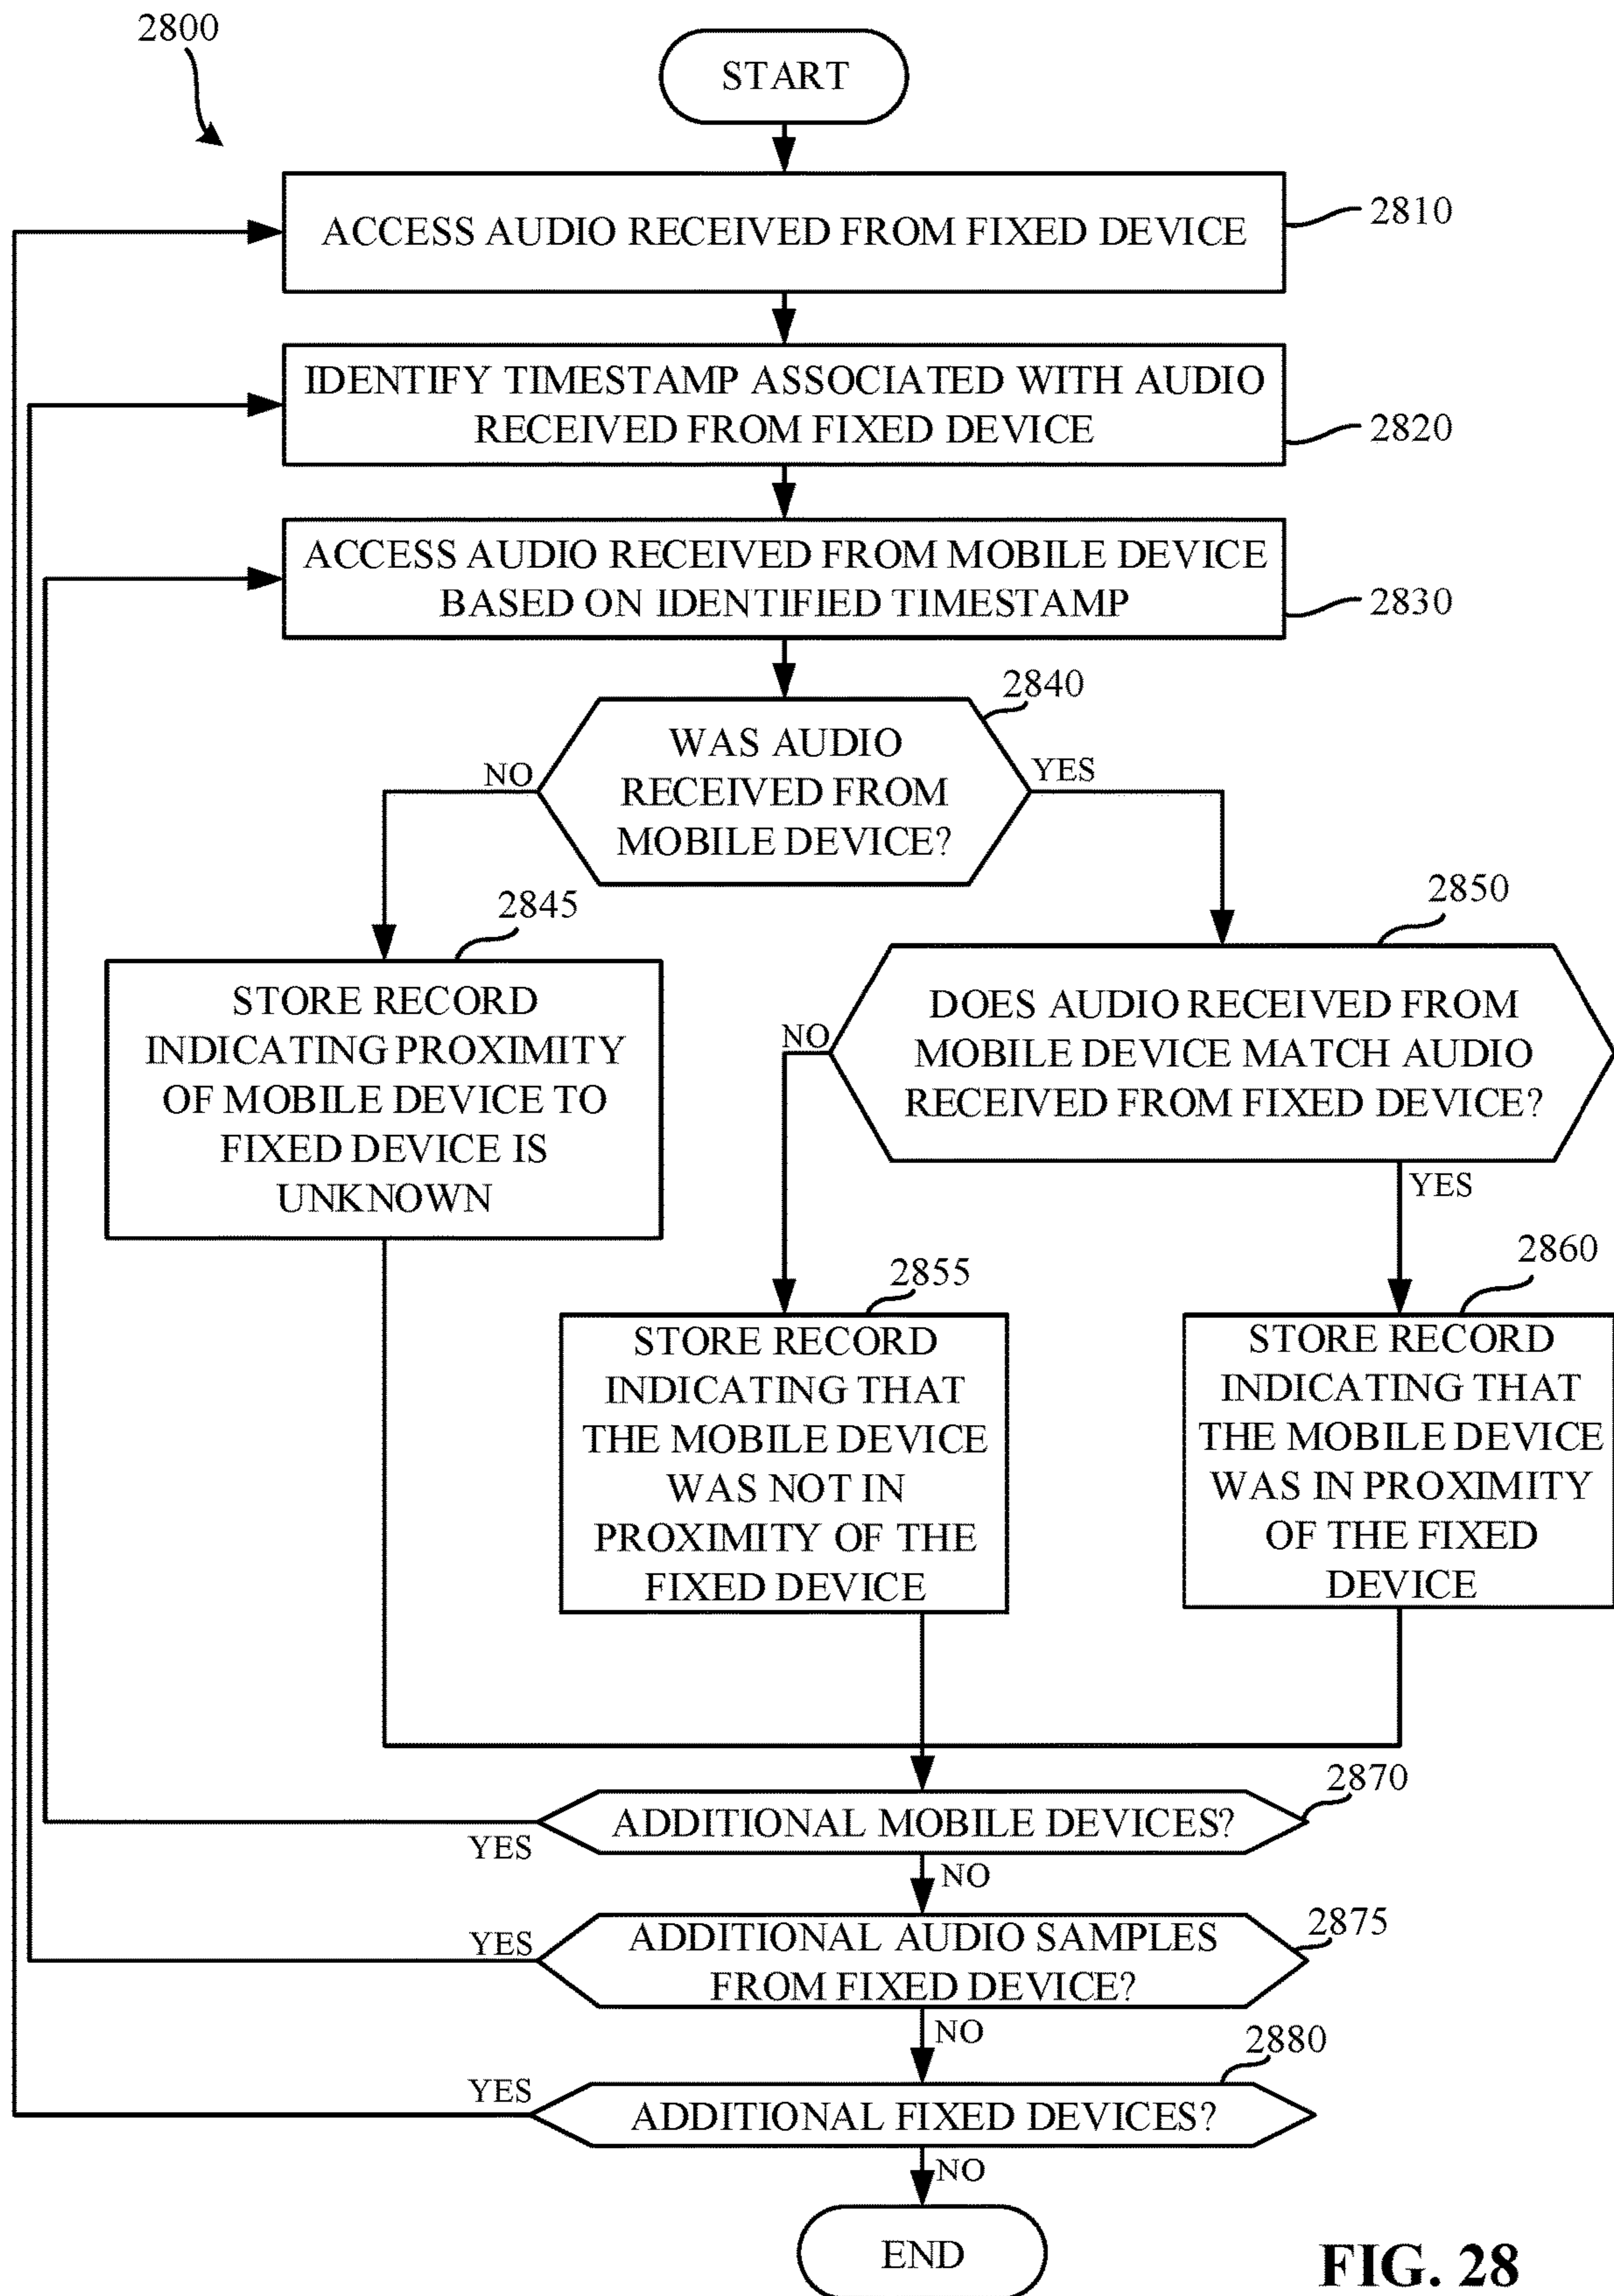 2800
START
ACCESS AUDIO RECEIVED FROM FIXED DEVICE
2810
IDENTIFY TIMESTAMP ASSOCIATED WITH AUDIO
RECEIVED FROM FIXED DEVICE
2820
ACCESS AUDIO RECEIVED FROM MOBILE DEVICE
BASED ON IDENTIFIED TIMESTAMP
2830
2840
WAS AUDIO
RECEIVED FROM
MOBILE DEVICE?
NO
YES
2845
STORE RECORD
INDICATING PROXIMITY
OF MOBILE DEVICE TO
FIXED DEVICE IS
UNKNOWN
2850
DOES AUDIO RECEIVED FROM
MOBILE DEVICE MATCH AUDIO
RECEIVED FROM FIXED DEVICE?
NO
YES
2855
STORE RECORD
INDICATING THAT
THE MOBILE DEVICE
WAS NOT IN
PROXIMITY OF THE
FIXED DEVICE
2860
STORE RECORD
INDICATING THAT
THE MOBILE DEVICE
WAS IN PROXIMITY
OF THE FIXED
DEVICE
2870
ADDITIONAL MOBILE DEVICES?
YES
NO
2875
ADDITIONAL AUDIO SAMPLES
FROM FIXED DEVICE?
YES
NO
2880
ADDITIONAL FIXED DEVICES?
YES
NO
END
FIG. 28